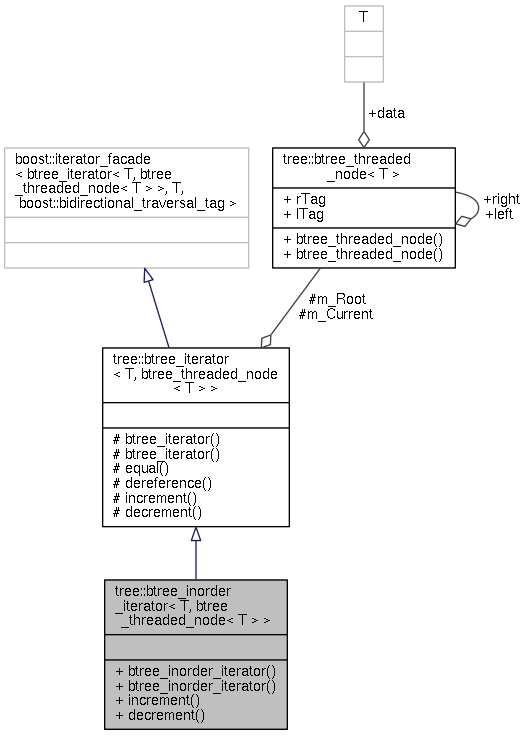 T
+data
boost::iterator_facade
< btree_iterator< T, btree
_threaded_node< T > >, T,
boost::bidirectional_traversal_tag >
tree::btree_threaded
_node< T >
+ rTag
+ lTag
+ btree_threaded_node()
+ btree_threaded_node()
+right
+left
#m_Root
#m_Current
tree::btree_iterator
< T, btree_threaded_node
< T > >
# btree_iterator()
# btree_iterator()
# equal()
# dereference()
# increment()
# decrement()
tree::btree_inorder
_iterator< T, btree
_threaded_node< T > >
+ btree_inorder_iterator()
+ btree_inorder_iterator()
+ increment()
+ decrement()